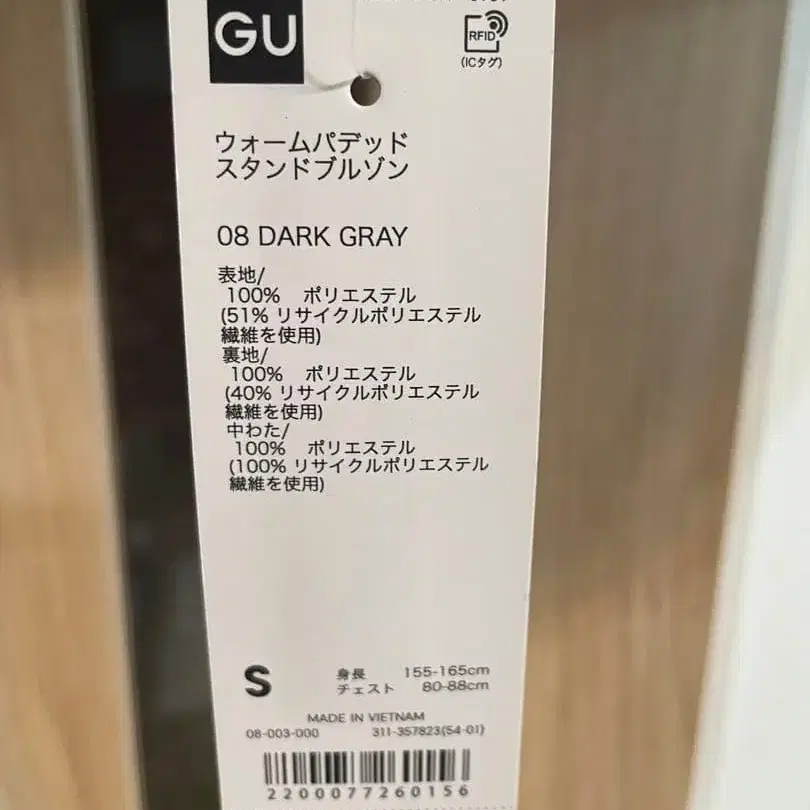 GU
RFID
(ICタグ)
ウォームパデッド
スタンドブルゾン
08 DARK GRAY
表地/
100% ポリエステル
(51% リサイクルポリエステル
繊維を使用)
裏地/
100% ポリエステル
(40% リサイクルポリエステル
繊維を使用)
中わた/
100% ポリエステル
(100% リサイクルポリエステル
繊維を使用)
S 身長 155-165cm
チェスト 80-88cm
MADE IN VIETNAM
08-003-000 311-357823(54-01)
2200077260156